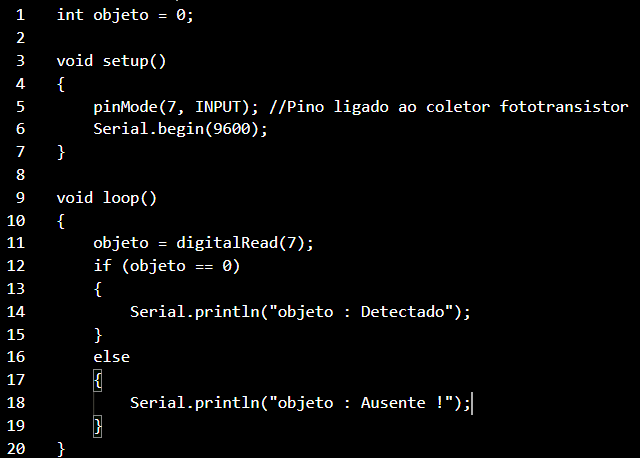 1 int objeto = 0;
2
3 void setup()
4 {
5 pinMode(7, INPUT); //Pino ligado ao coletor fototransistor
6 Serial.begin(9600);
7 }
8
9 void loop()
10 {
11 objeto = digitalRead(7);
12 if (objeto == 0)
13 {
14 Serial.println("objeto : Detectado");
15 }
16 else
17 {
18 Serial.println("objeto : Ausente !");
19 }
20 }